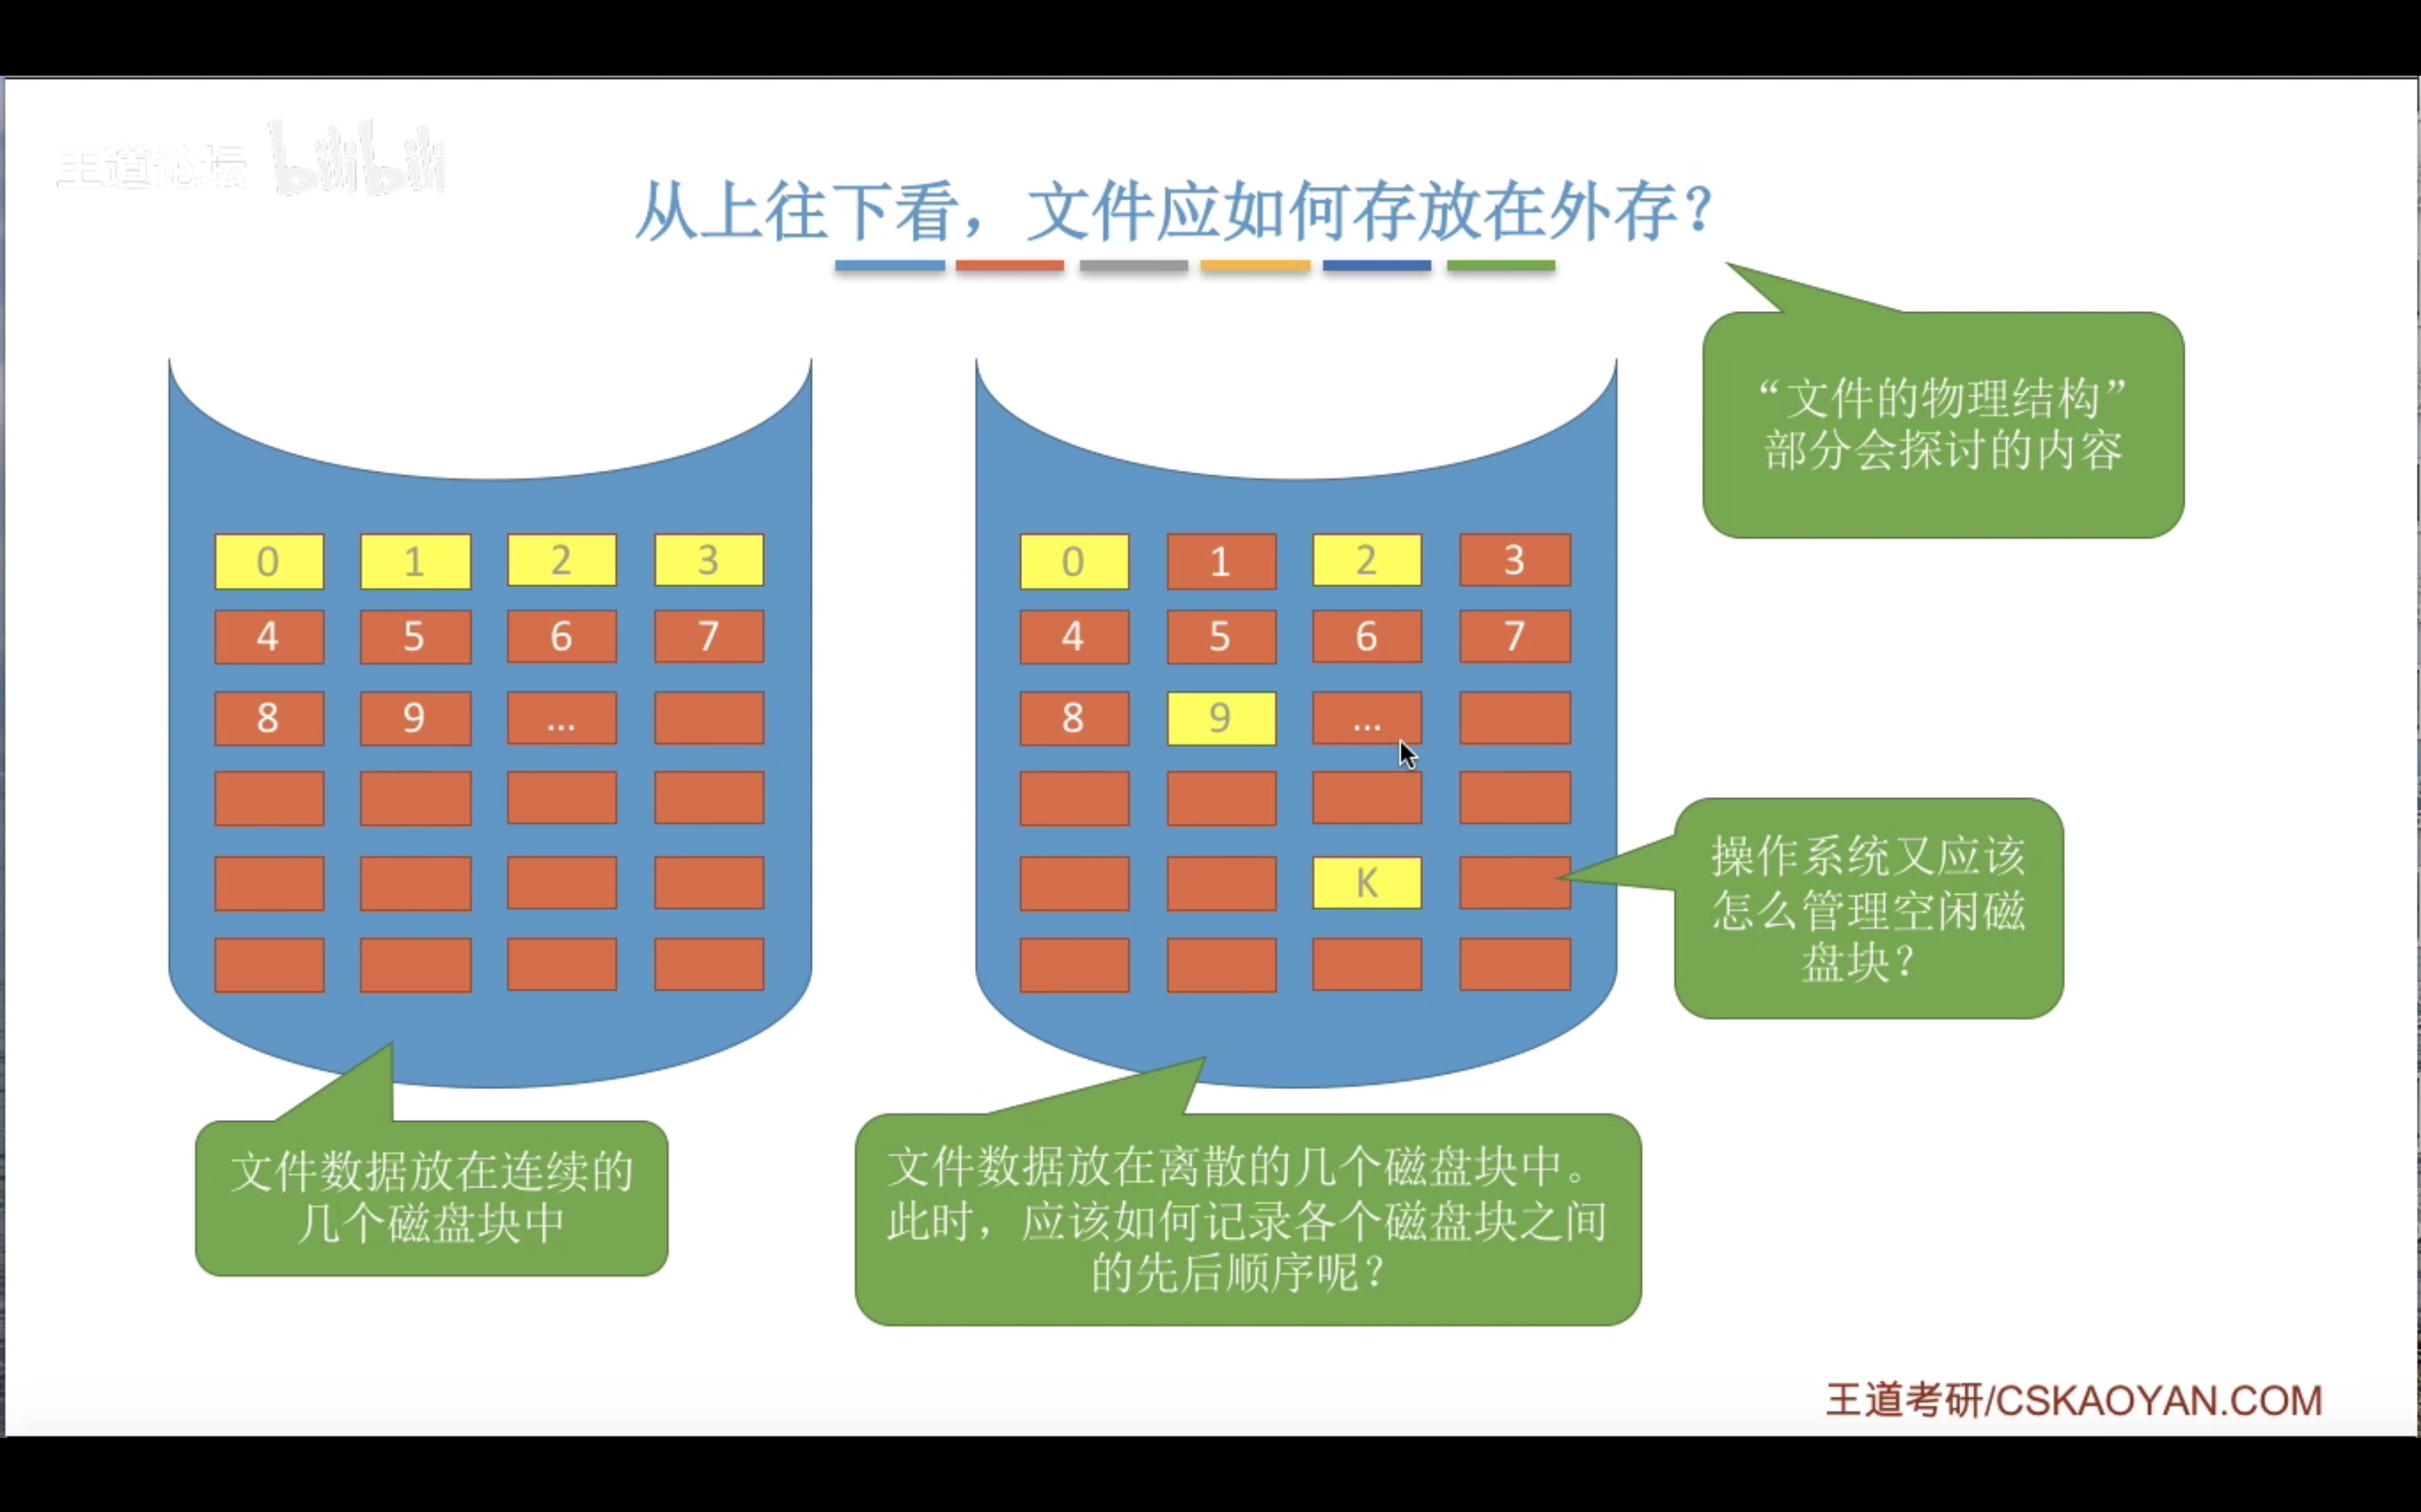 王道论坛 bilibili
从上往下看，文件应如何存放在外存？
“文件的物理结构”
部分会探讨的内容
0 1 2 3
4 5 6 7
8 9 ...
0 1 2 3
4 5 6 7
8 9 ...
K
操作系统又应该
怎么管理空闲磁
盘块？
文件数据放在连续的
几个磁盘块中
文件数据放在离散的几个磁盘块中。
此时，应该如何记录各个磁盘块之间
的先后顺序呢？
王道考研/CSKAOYAN.COM